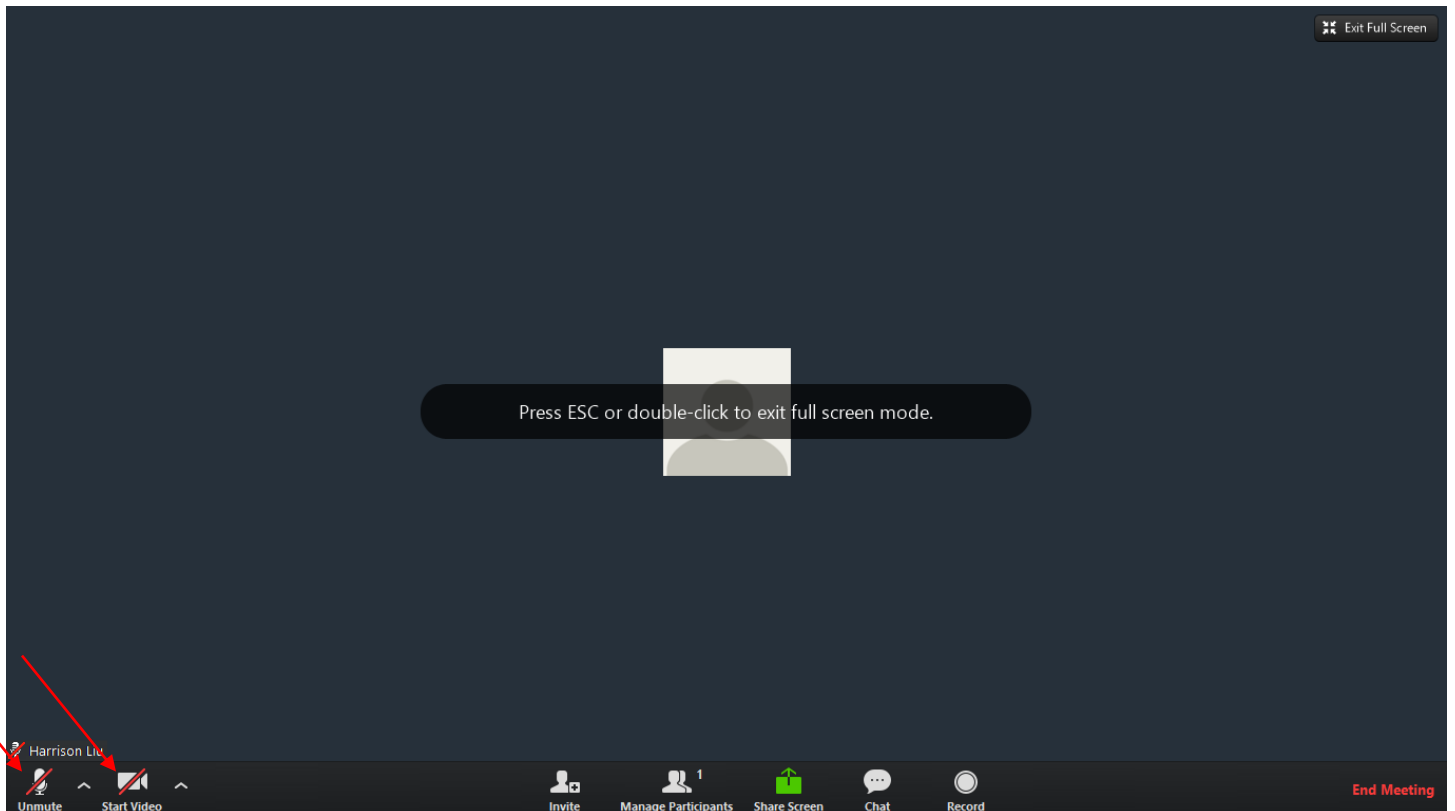 Exit Full Screen
Press ESC or double-click to exit full screen mode.
Harrison Liu
1
Unmute Start Video Invite Manage Participants Share Screen Chat Record End Meeting